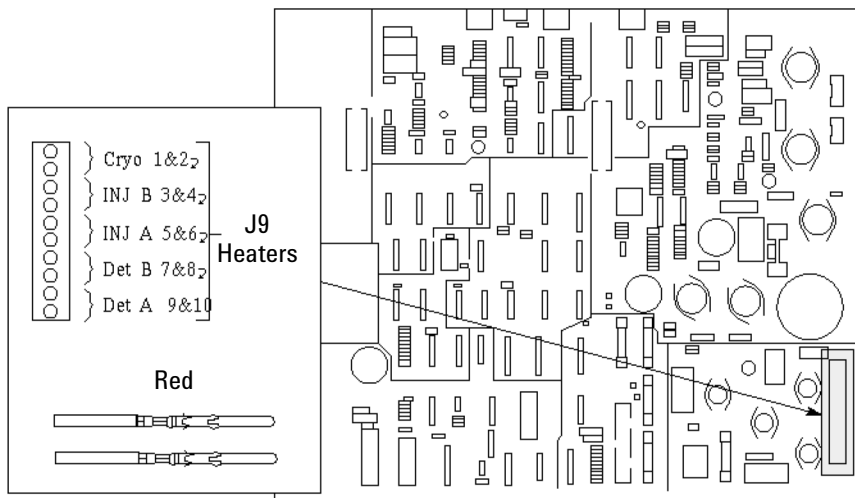 Cryo 1&2
INJ B 3&4
INJ A 5&6
Det B 7&8
Det A 9&10
J9
Heaters
Red